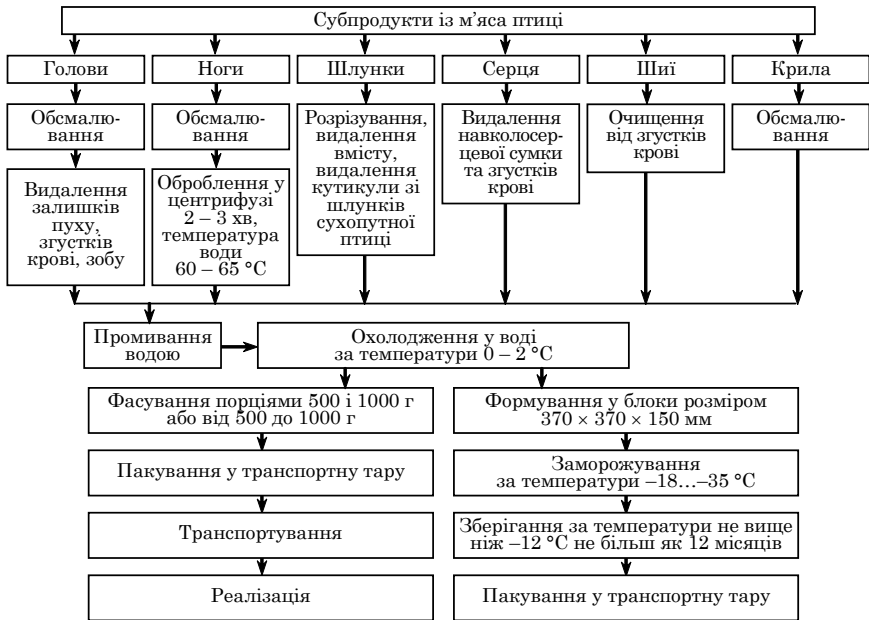 Субпродукти із м’яса птиці
Голови
Ноги
Шлунки
Серця
Шиї
Крила
Обсмалю-
вання
Обсмалю-
вання
Розрізування,
видалення
вмісту,
видалення
кутикули зі
шлунків
сухопутної
птиці
Видалення
навколосер-
цевої сумки
та згустків
крові
Очищення
від згустків
крові
Обсмалю-
вання
Видалення
залишків
пуху,
згустків
крові, зобу
Оброблення у
центрифузі
2 – 3 хв,
температура
води
60 – 65 °С
Промивання
водою
Охолодження у воді
за температури 0 – 2 °С
Фасування порціями 500 і 1000 г
або від 500 до 1000 г
Формування у блоки розміром
370 × 370 × 150 мм
Пакування у транспортну тару
Заморожування
за температури –18...–35 °С
Транспортування
Зберігання за температури не вище
ніж –12 °С не більш як 12 місяців
Реалізація
Пакування у транспортну тару